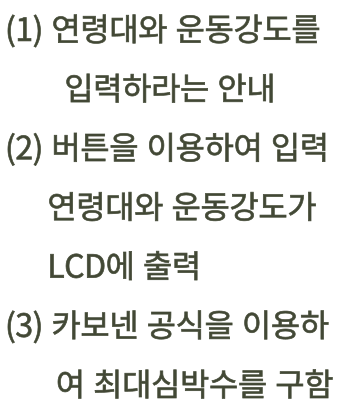 (1) 연령대와 운동강도를
입력하라는 안내
(2) 버튼을 이용하여 입력
연령대와 운동강도가
LCD에 출력
(3) 카보넨 공식을 이용하
여 최대심박수를 구함